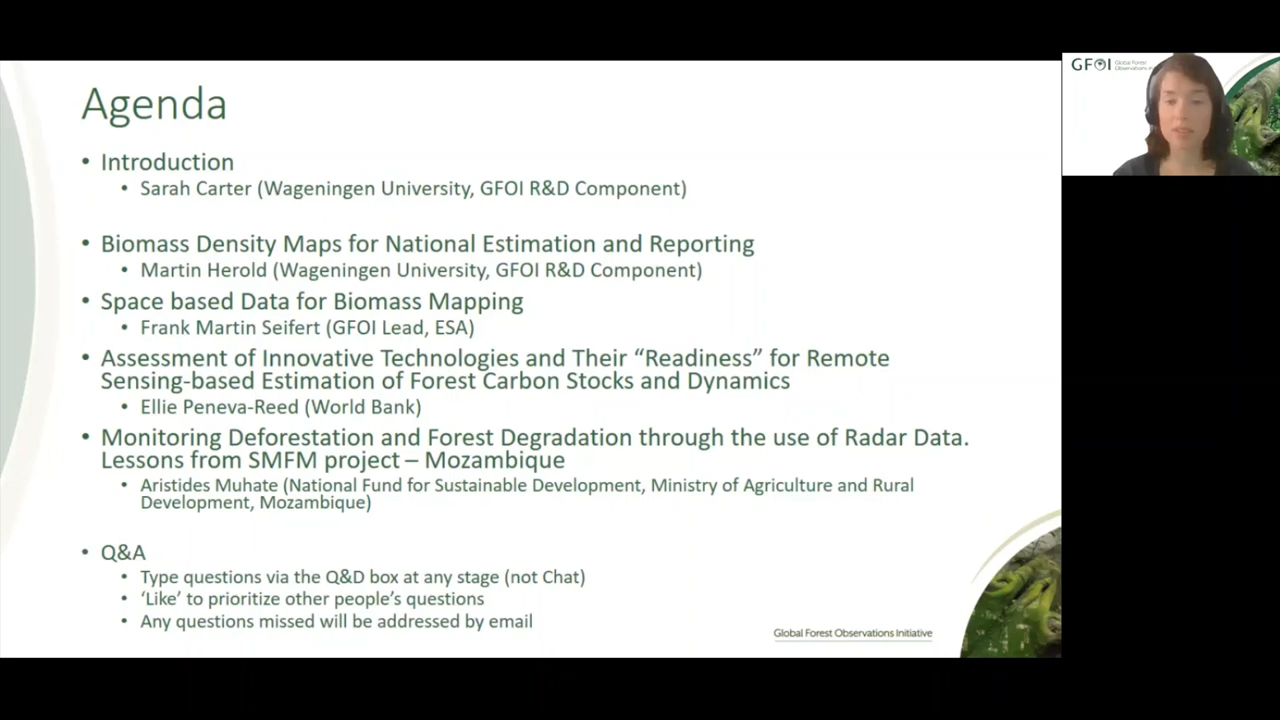 Agenda
• Introduction
• Sarah Carter (Wageningen University, GFOI R&D Component)
• Biomass Density Maps for National Estimation and Reporting
• Martin Herold (Wageningen University, GFOI R&D Component)
• Space based Data for Biomass Mapping
• Frank Martin Seifert (GFOI Lead, ESA)
• Assessment of Innovative Technologies and Their “Readiness” for Remote
Sensing-based Estimation of Forest Carbon Stocks and Dynamics
• Ellie Peneva-Reed (World Bank)
• Monitoring Deforestation and Forest Degradation through the use of Radar Data.
Lessons from SMFM project – Mozambique
• Aristides Muhate (National Fund for Sustainable Development, Ministry of Agriculture and Rural
Development, Mozambique)
• Q&A
• Type questions via the Q&D box at any stage (not Chat)
• ‘Like’ to prioritize other people’s questions
• Any questions missed will be addressed by email
Global Forest Observations Initiative
GFOI
Global Forest
Observations